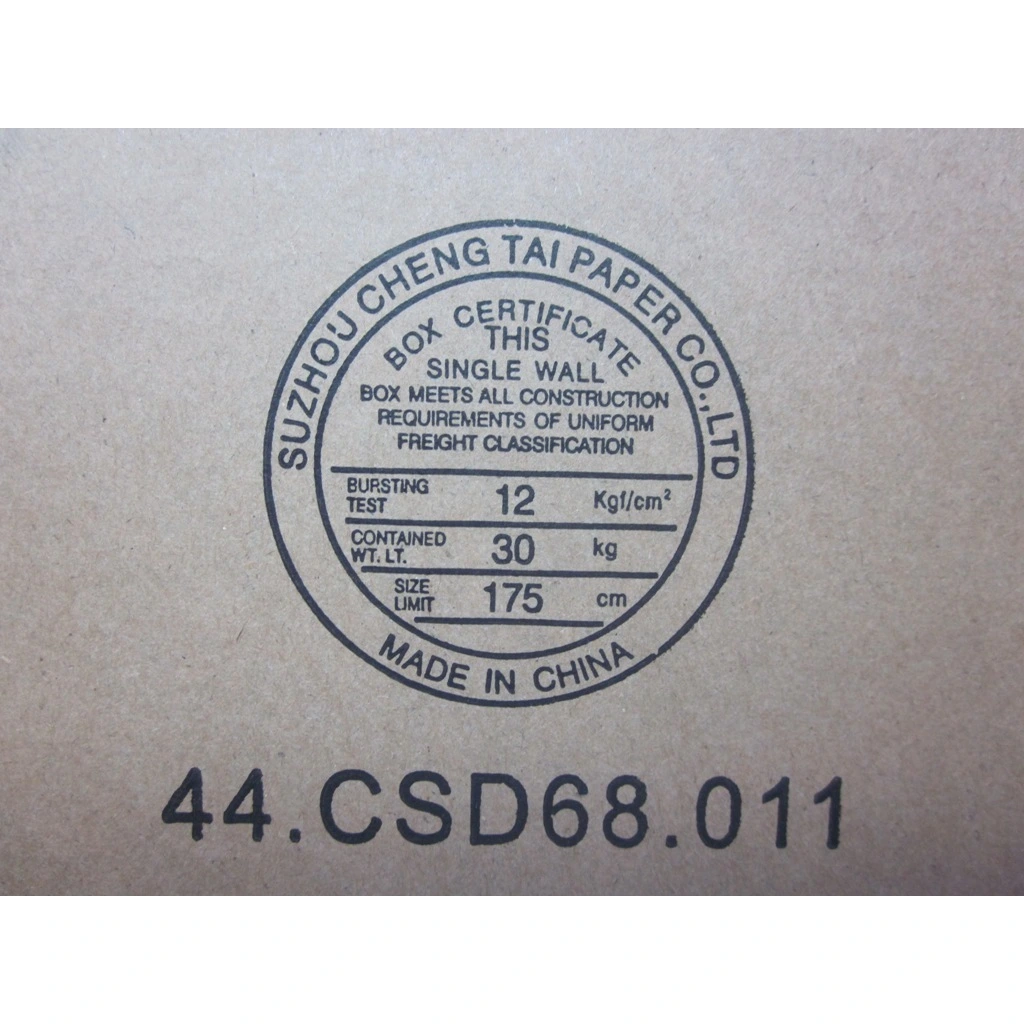 SUZHOU CHENG TAI PAPER CO.,LTD
BOX CERTIFICATE
THIS
SINGLE WALL
BOX MEETS ALL CONSTRUCTION
REQUIREMENTS OF UNIFORM
FREIGHT CLASSIFICATION
BURSTING TEST 12 Kgf/cm²
CONTAINED WT. LT. 30 kg
SIZE LIMIT 175 cm
MADE IN CHINA
44.CSD68.011